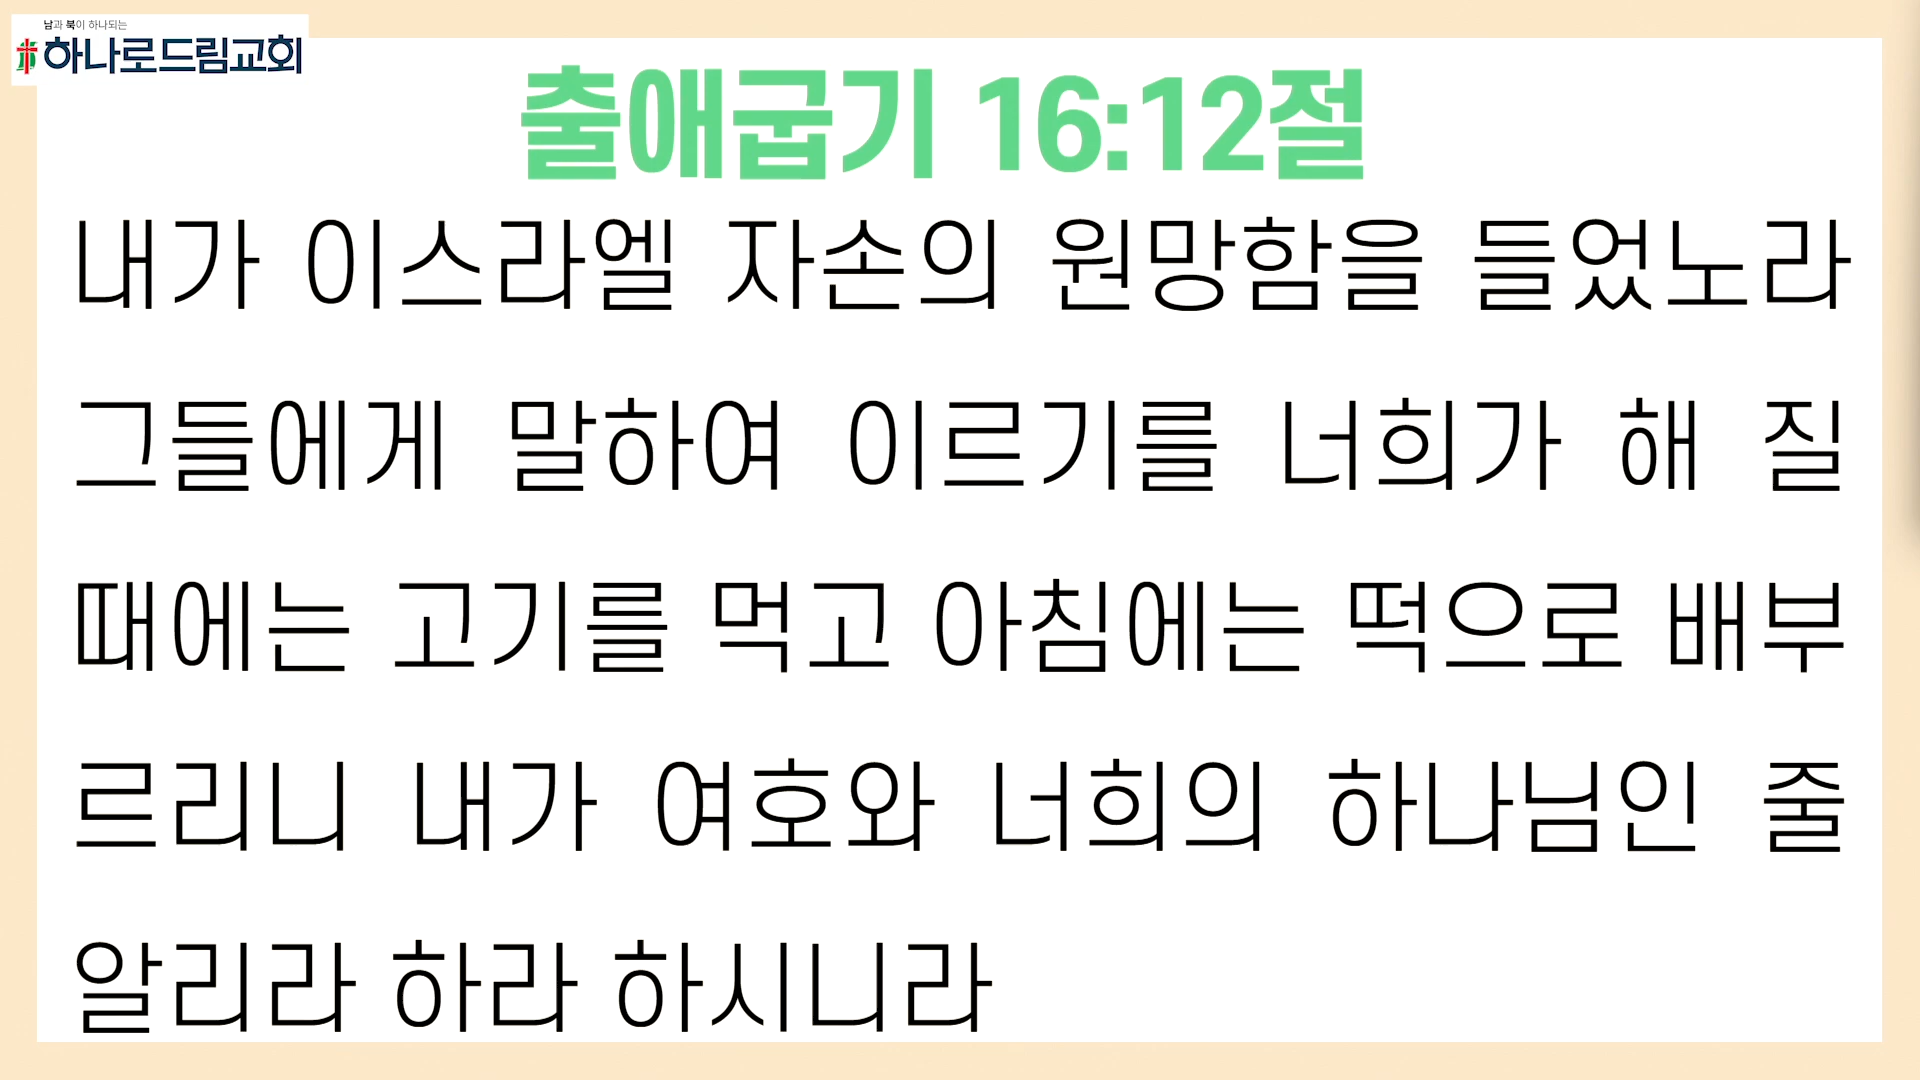 남과 북이 하나되는
하나로드림교회
출애굽기 16:12절
내가 이스라엘 자손의 원망함을 들었노라
그들에게 말하여 이르기를 너희가 해 질
때에는 고기를 먹고 아침에는 떡으로 배부
르리니 내가 여호와 너희의 하나님인 줄
알리라 하라 하시니라